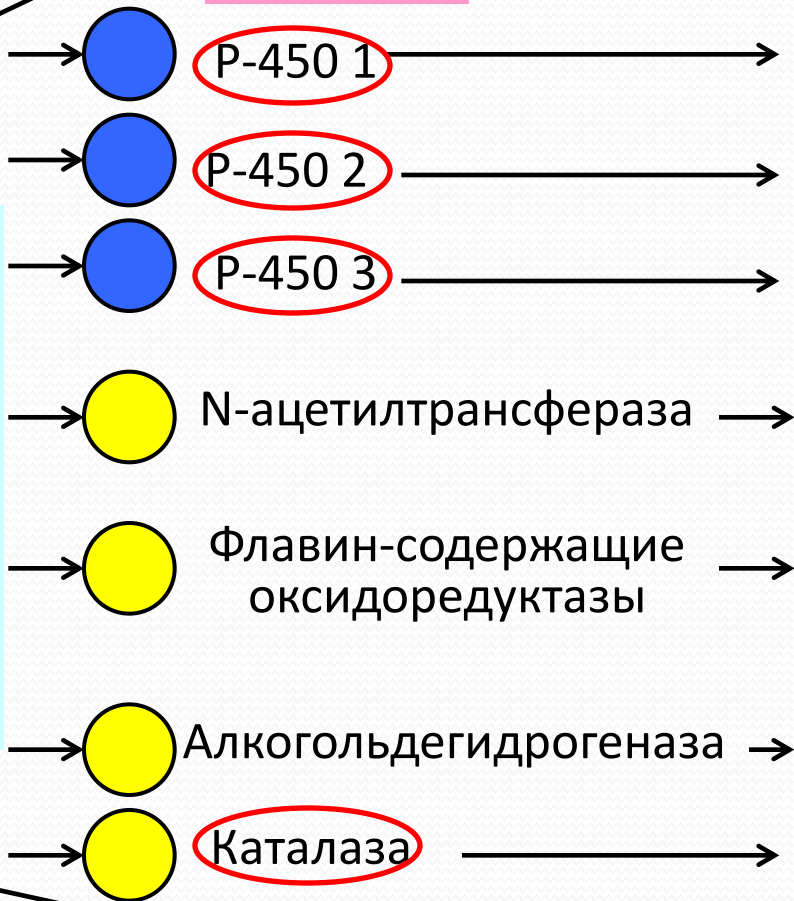 Р-450 1
Р-450 2
Р-450 3
N-ацетилтрансфераза
Флавин-содержащие
оксидоредуктазы
Алкогольдегидрогеназа
Каталаза